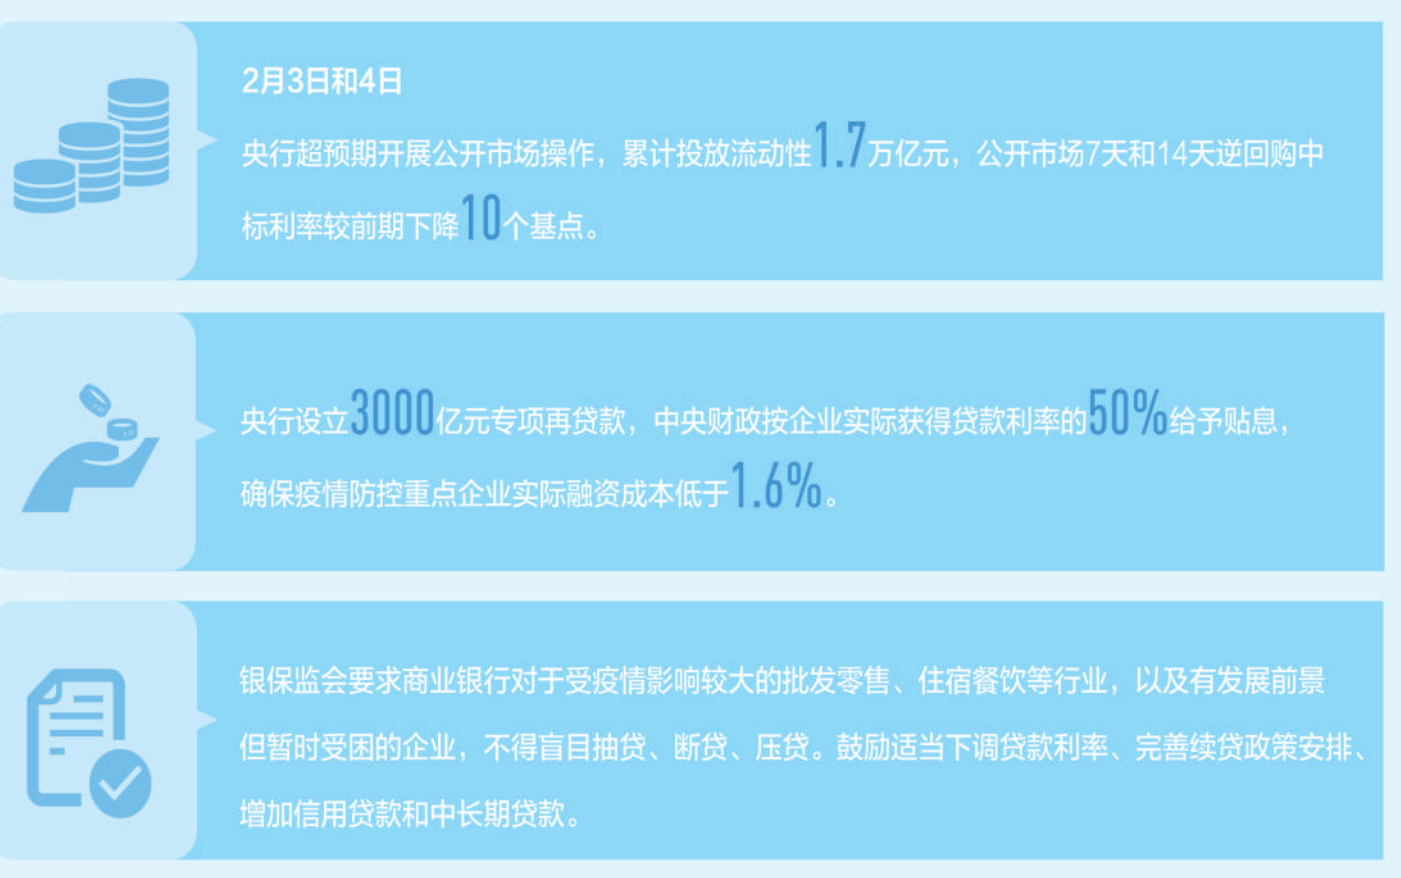 2月3日和4日
央行超预期开展公开市场操作，累计投放流动性1.7万亿元，公开市场7天和14天逆回购中
标利率较前期下降10个基点。
央行设立3000亿元专项再贷款，中央财政按企业实际获得贷款利率的50%给予贴息，
确保疫情防控重点企业实际融资成本低于1.6%。
银保监会要求商业银行对于受疫情影响较大的批发零售、住宿餐饮等行业，以及有发展前景
但暂时受困的企业，不得盲目抽贷、断贷、压贷。鼓励适当下调贷款利率、完善续贷政策安排、
增加信用贷款和中长期贷款。